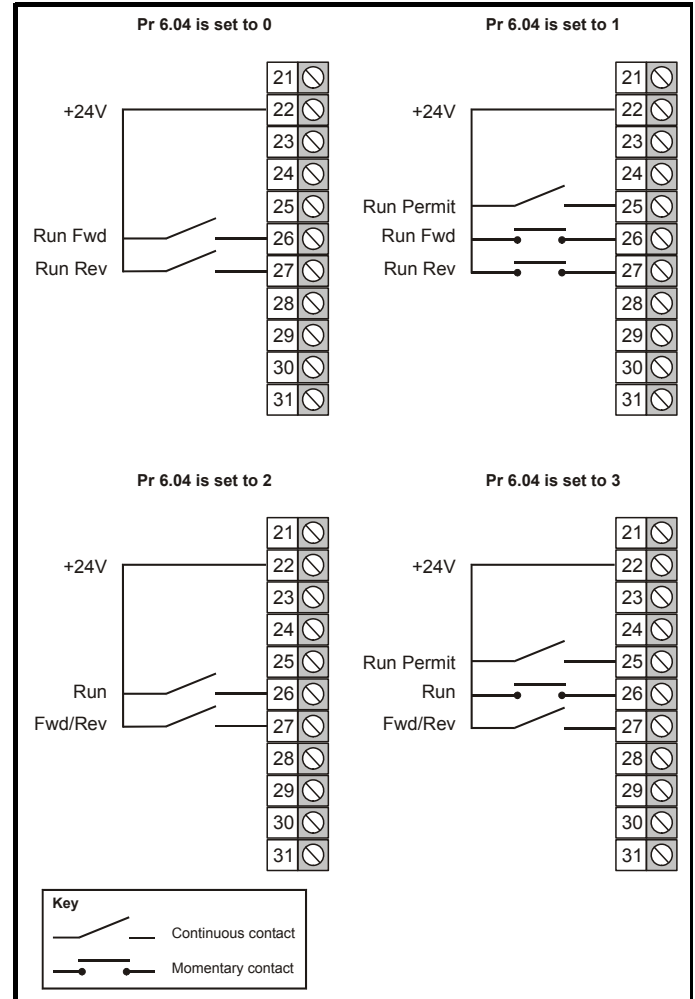 Pr 6.04 is set to 0
21
+24V 22
23
24
25
Run Fwd 26
Run Rev 27
28
29
30
31
Pr 6.04 is set to 1
21
+24V 22
23
24
Run Permit 25
Run Fwd 26
Run Rev 27
28
29
30
31
Pr 6.04 is set to 2
21
+24V 22
23
24
25
Run 26
Fwd/Rev 27
28
29
30
31
Pr 6.04 is set to 3
21
+24V 22
23
24
Run Permit 25
Run 26
Fwd/Rev 27
28
29
30
31
Key
Continuous contact
Momentary contact